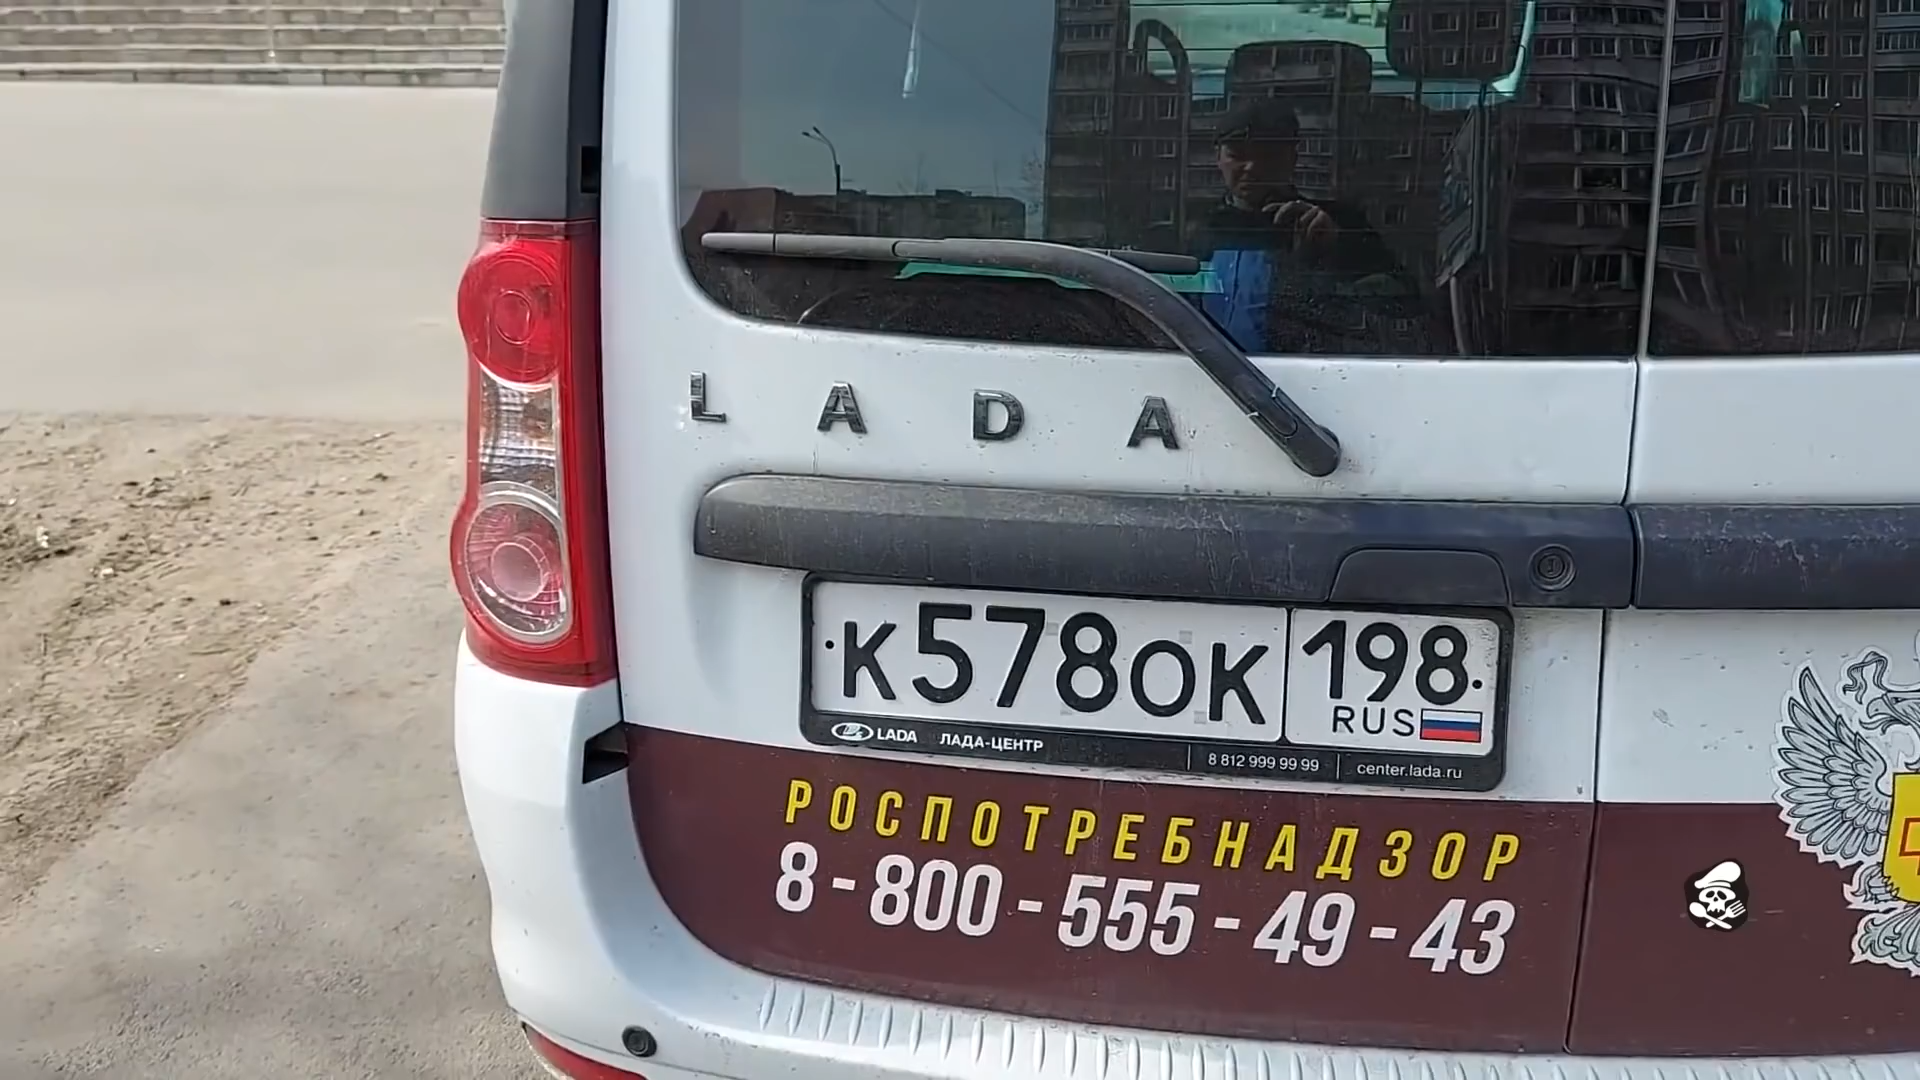 LADA
К578ОК 198
RUS
LADA ЛАДА-ЦЕНТР 8 812 999 99 99 center.lada.ru
РОСПОТРЕБНАДЗОР
8-800-555-49-43